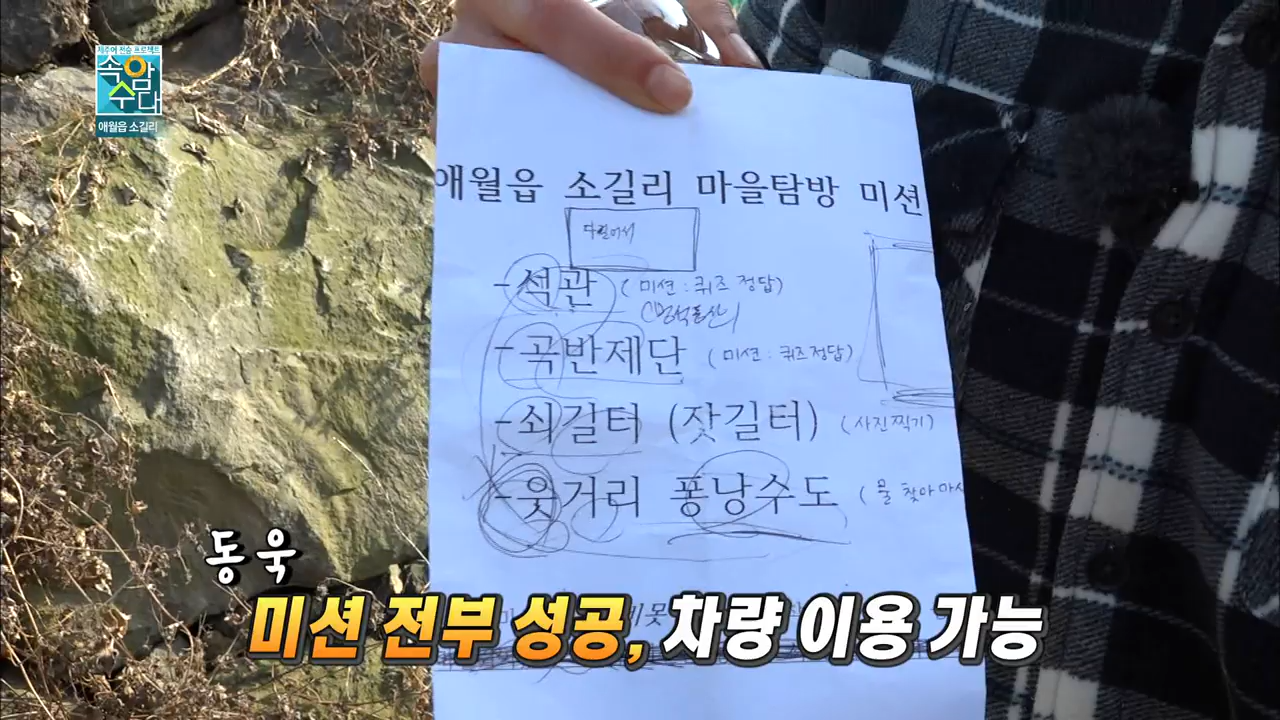 제주어 전승 프로젝트
속암수다
애월읍 소길리
애월읍 소길리 마을탐방 미션
- 석관 (미션 : 퀴즈 정답)
- 곡반제단 (미션 : 퀴즈정답)
- 쇠길터 (잣길터) (사진찍기)
- 웃거리 퐁낭수도 (물 찾아 마시
동욱
미션 전부 성공, 차량 이용 가능